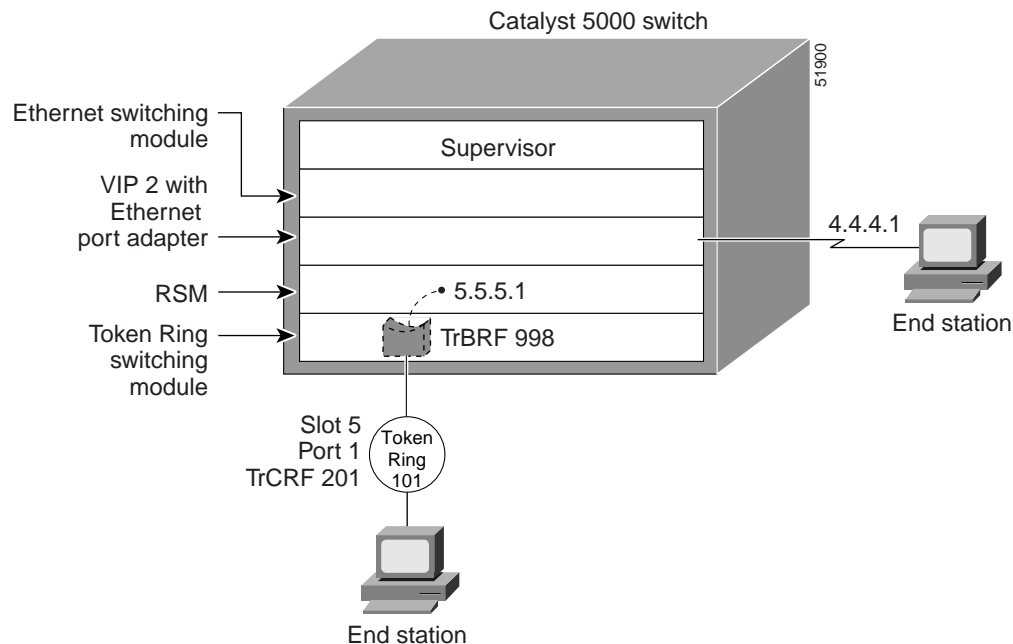 Catalyst 5000 switch
51900
Ethernet switching
module
Supervisor
VIP 2 with
Ethernet
port adapter
4.4.4.1
RSM
5.5.5.1
End station
Token Ring
switching
module
TrBRF 998
Slot 5
Port 1
TrCRF 201
Token
Ring
101
End station